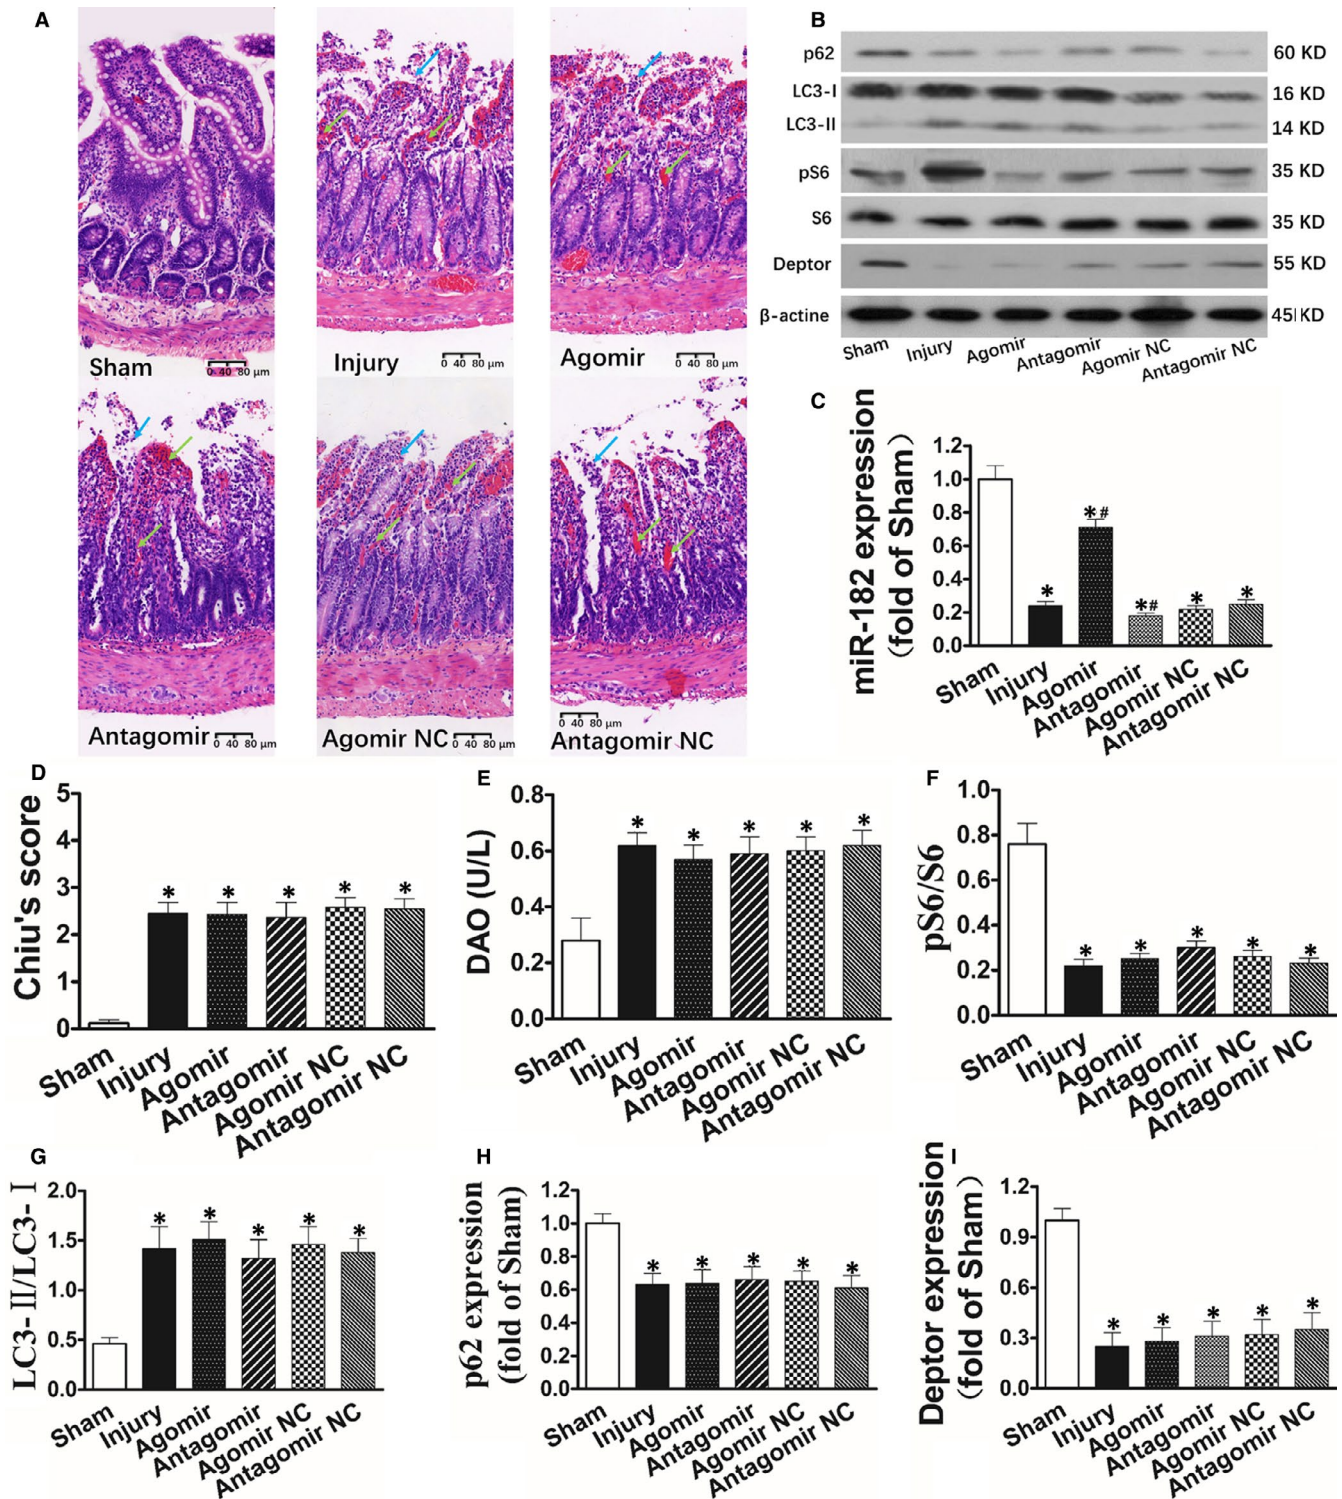 A
Sham
0 40 80 μm
Injury
0 40 80 μm
Agomir
0 40 80 μm
Antagomir
0 40 80 μm
Agomir NC
0 40 80 μm
Antagomir NC
0 40 80 μm
B
p62
60 KD
LC3-I
16 KD
LC3-II
14 KD
pS6
35 KD
S6
35 KD
Deptor
55 KD
β-actine
45 KD
Sham
Injury
Agomir
Antagomir
Agomir NC
Antagomir NC
C
miR-182 expression
(fold of Sham)
1.2
1.0
0.8
0.6
0.4
0.2
0.0
*
*#
*#
*
*
Sham
Injury
Agomir
Antagomir
Agomir NC
Antagomir NC
D
Chiu's score
5
4
3
2
1
0
* * * * *
Sham
Injury
Agomir
Antagomir
Agomir NC
Antagomir NC
E
DAO (U/L)
0.8
0.6
0.4
0.2
0.0
* * * * *
Sham
Injury
Agomir
Antagomir
Agomir NC
Antagomir NC
F
pS6/S6
1.0
0.8
0.6
0.4
0.2
0.0
* * * * *
Sham
Injury
Agomir
Antagomir
Agomir NC
Antagomir NC
G
LC3-II/LC3-I
2.0
1.5
1.0
0.5
0.0
* * * * *
Sham
Injury
Agomir
Antagomir
Agomir NC
Antagomir NC
H
p62 expression
(fold of Sham)
1.2
1.0
0.8
0.6
0.4
0.2
0.0
* * * * *
Sham
Injury
Agomir
Antagomir
Agomir NC
Antagomir NC
I
Deptor expression
(fold of Sham)
1.2
0.9
0.6
0.3
0.0
* * * * *
Sham
Injury
Agomir
Antagomir
Agomir NC
Antagomir NC